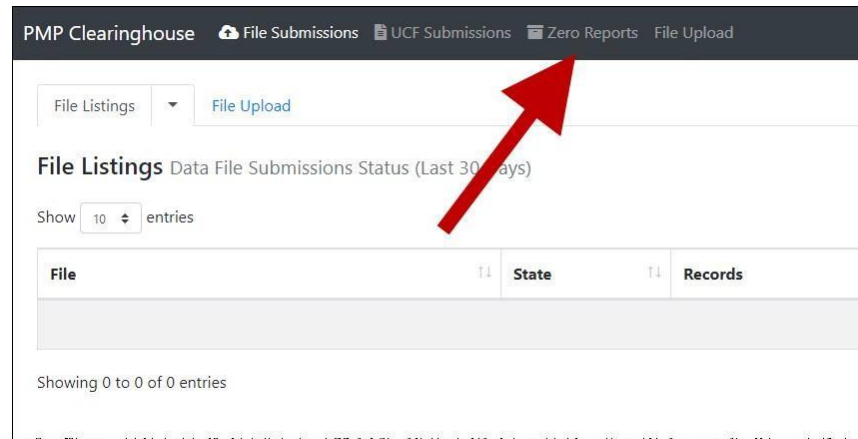 PMP Clearinghouse File Submissions UCF Submissions Zero Reports File Upload
File Listings File Upload
File Listings Data File Submissions Status (Last 30 ays)
Show 10 entries
File State Records
Showing 0 to 0 of 0 entries